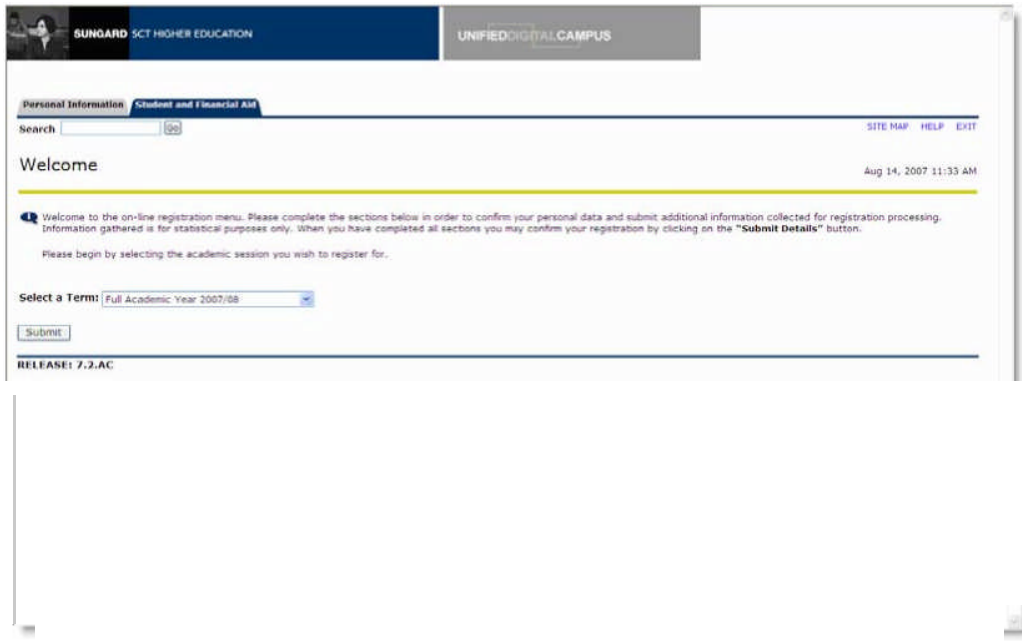 SUNGARD SCT HIGHER EDUCATION
UNIFIEDDIGITALCAMPUS
Personal Information Student and Financial Aid
Search Go
SITE MAP HELP EXIT
Welcome
Aug 14, 2007 11:33 AM
Welcome to the on-line registration menu. Please complete the sections below in order to confirm your personal data and submit additional information collected for registration processing.
Information gathered is for statistical purposes only. When you have completed all sections you may confirm your registration by clicking on the "Submit Details" button.
Please begin by selecting the academic session you wish to register for.
Select a Term: Full Academic Year 2007/08
Submit
RELEASE: 7.2.AC